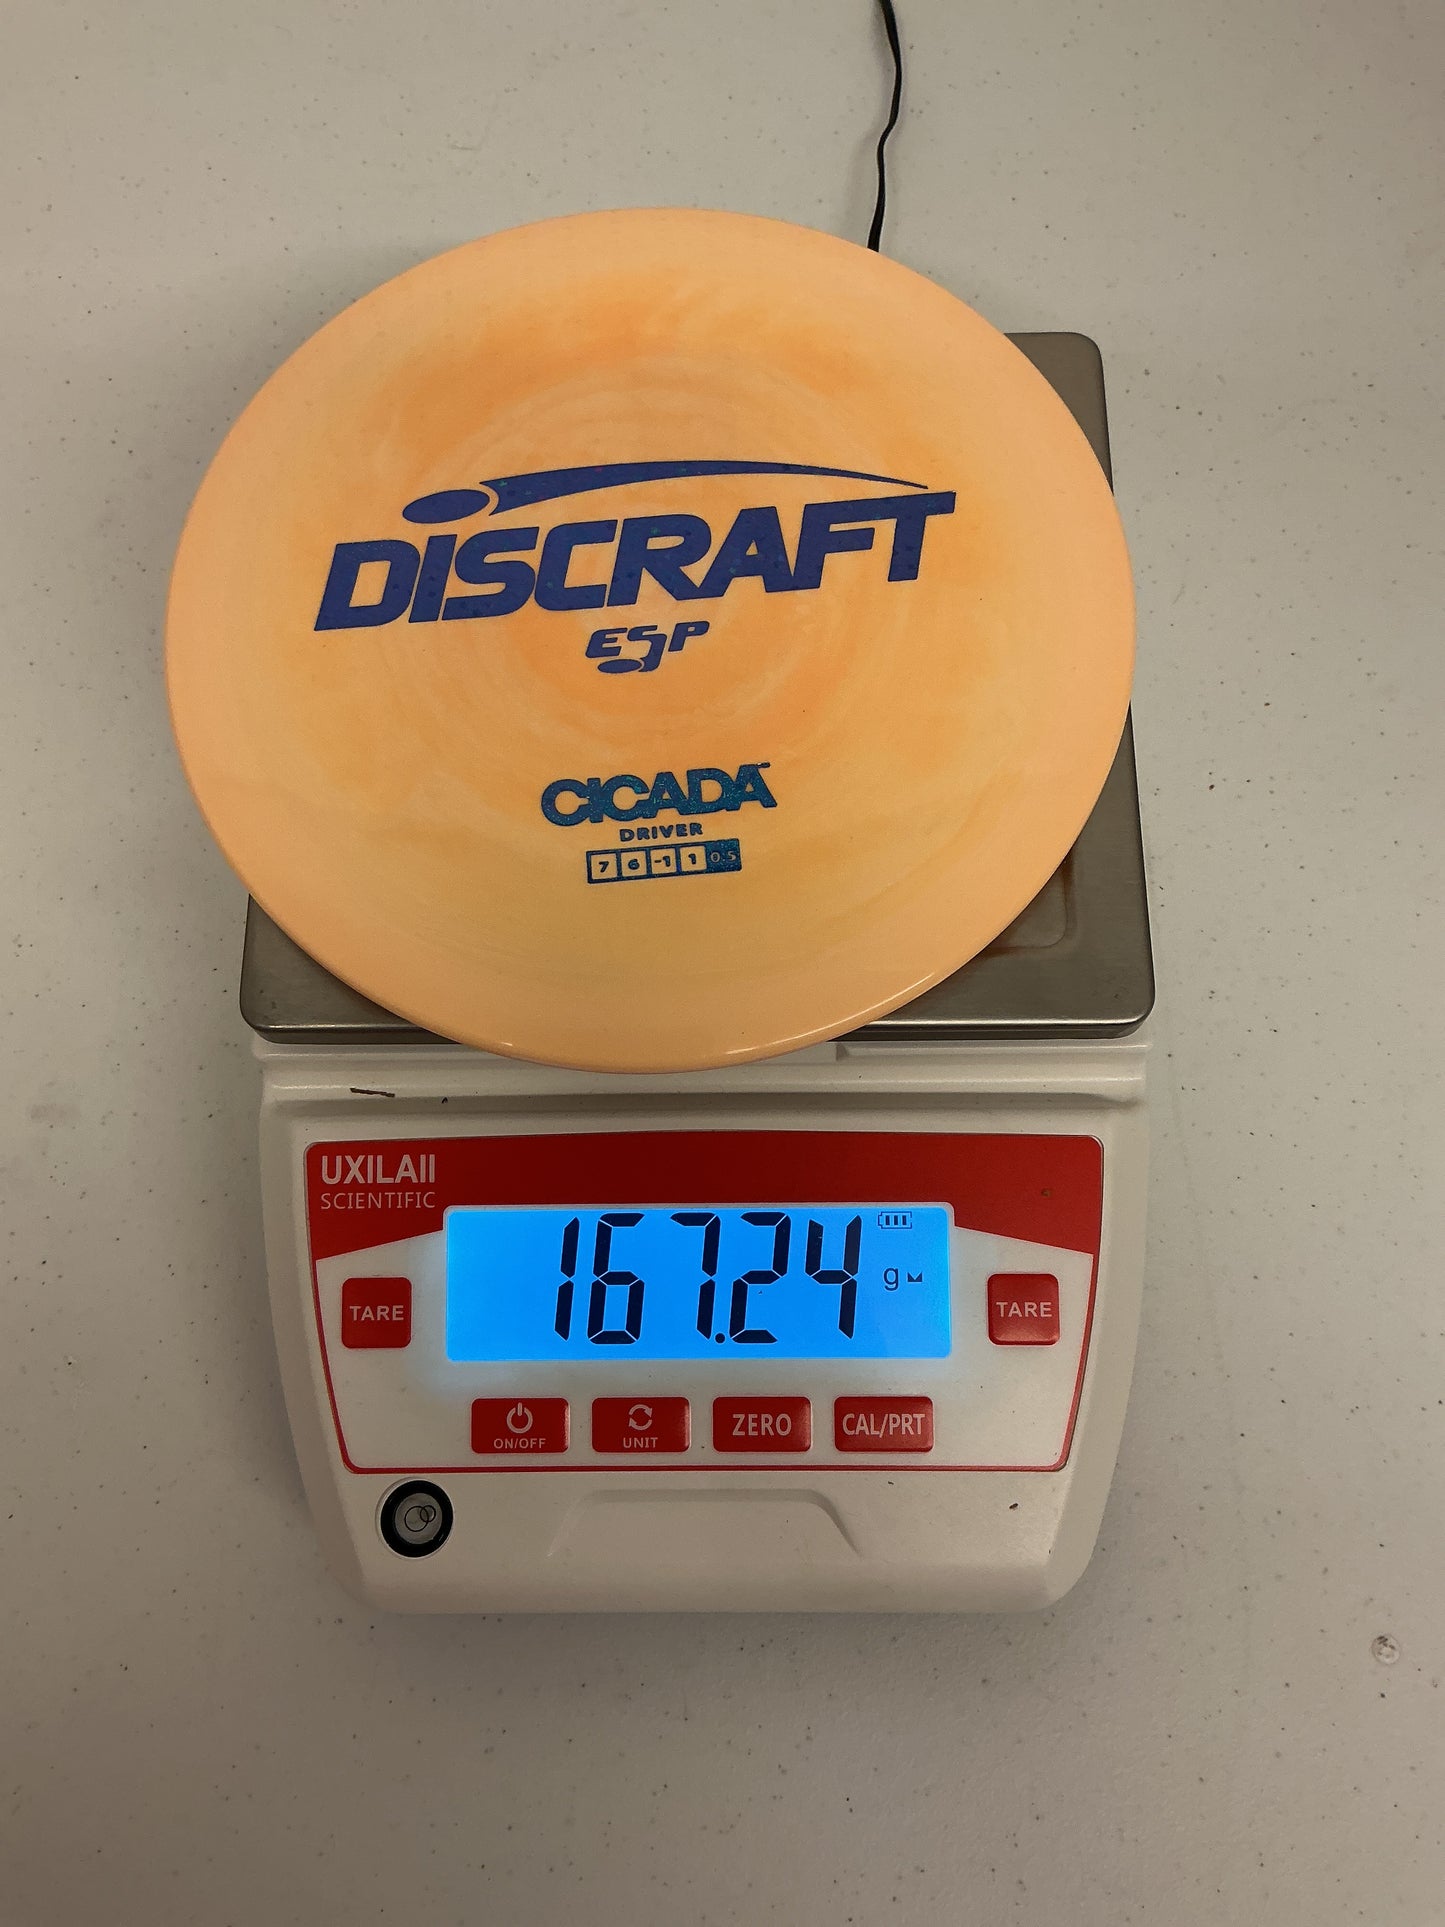 DISCRAFT
ESP
CICADA™
DRIVER
7 6 -1 1 0.5
UXILAII
SCIENTIFIC
167.24 g
TARE
TARE
ON/OFF
UNIT
ZERO
CAL/PRT